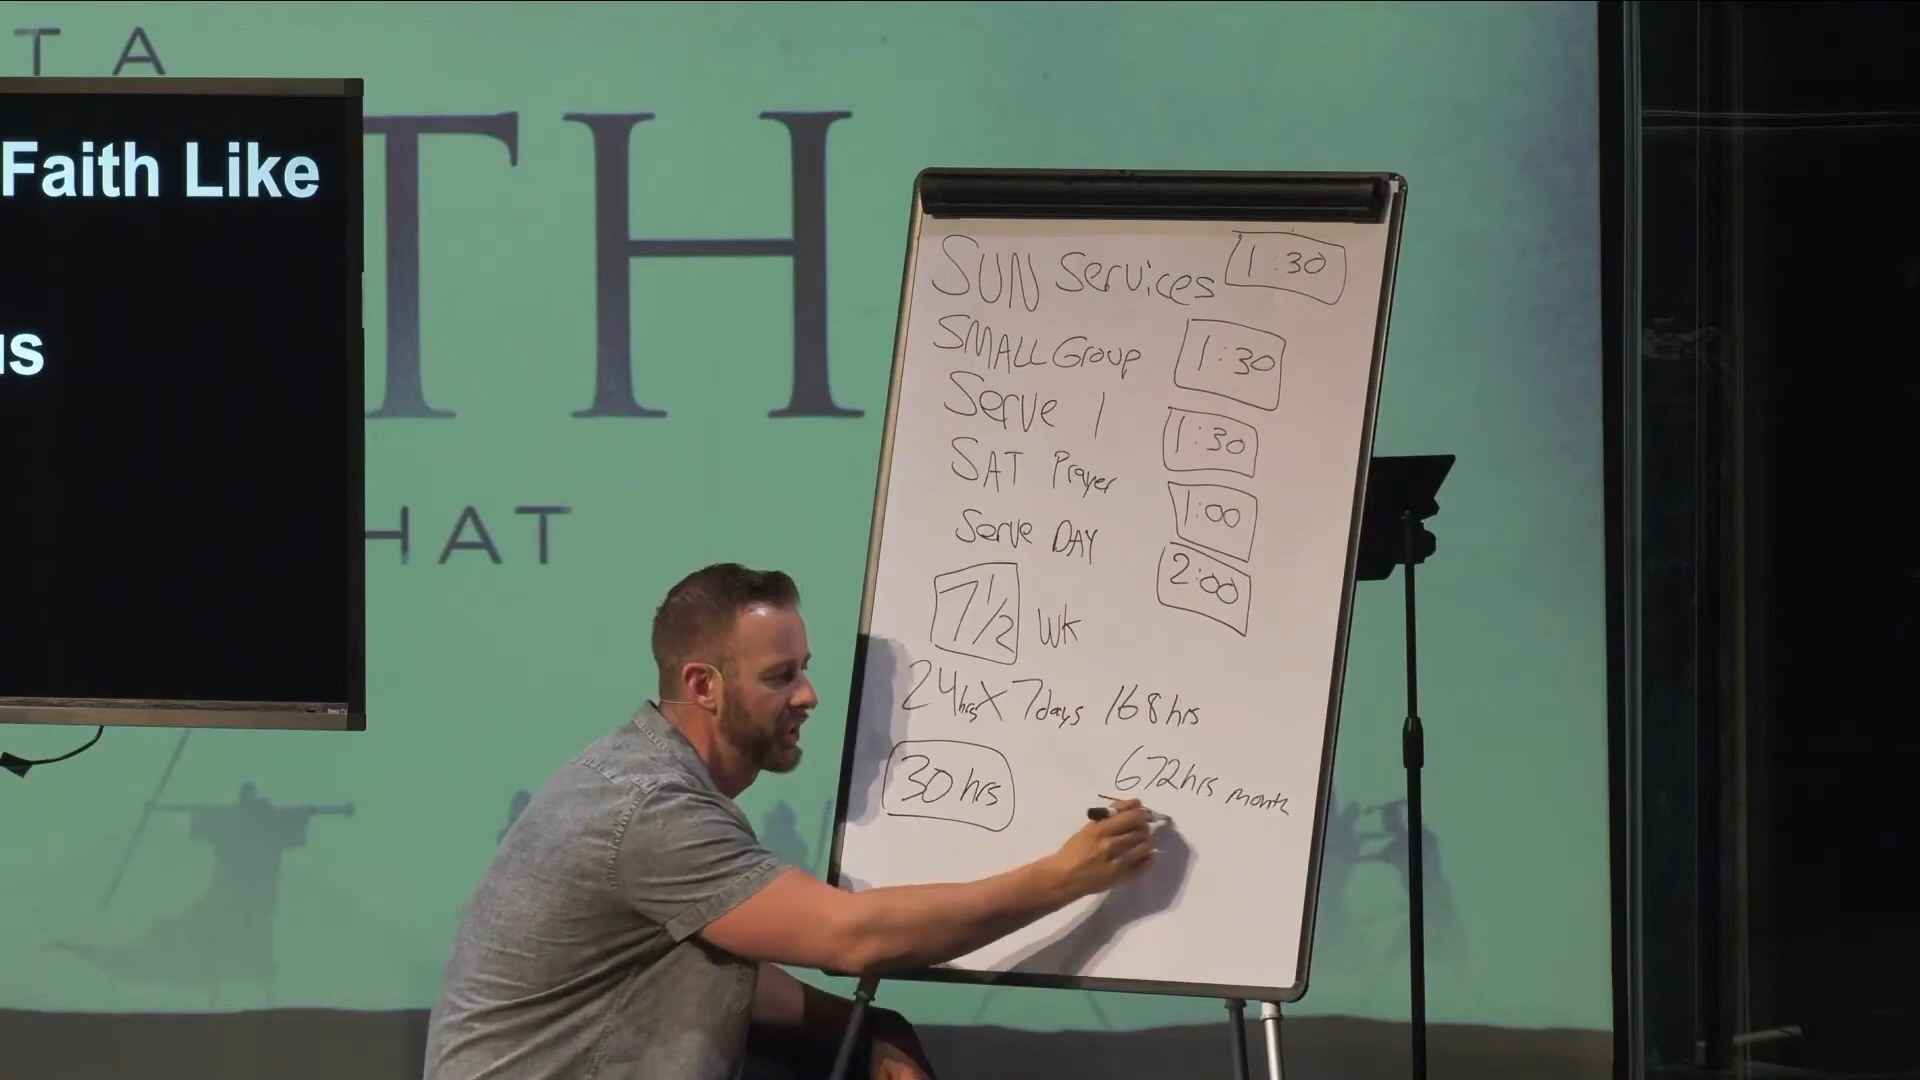 TA
TH
HAT
Faith Like
us
SUN Services 1:30
SMALL Group 1:30
Serve 1 1:30
SAT Prayer 1:00
Serve DAY 2:00
7 1/2 WK
24hrs X 7days 168hrs
30 hrs
672hrs month